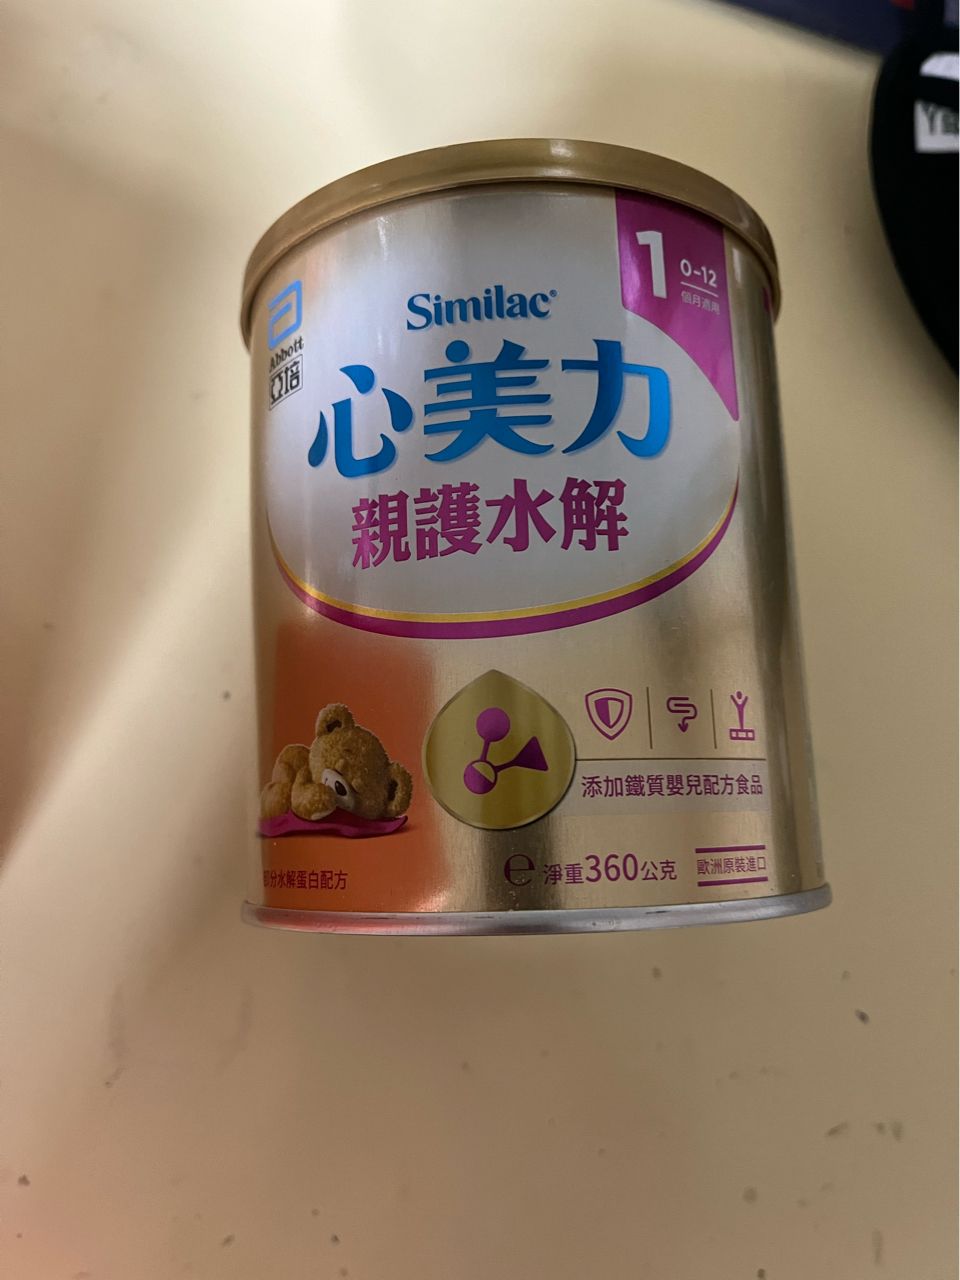 1
0-12
個月適用
Similac®
Abbott
亞培
心美力
親護水解
添加鐵質嬰兒配方食品
部分水解蛋白配方
e 淨重360公克
歐洲原裝進口